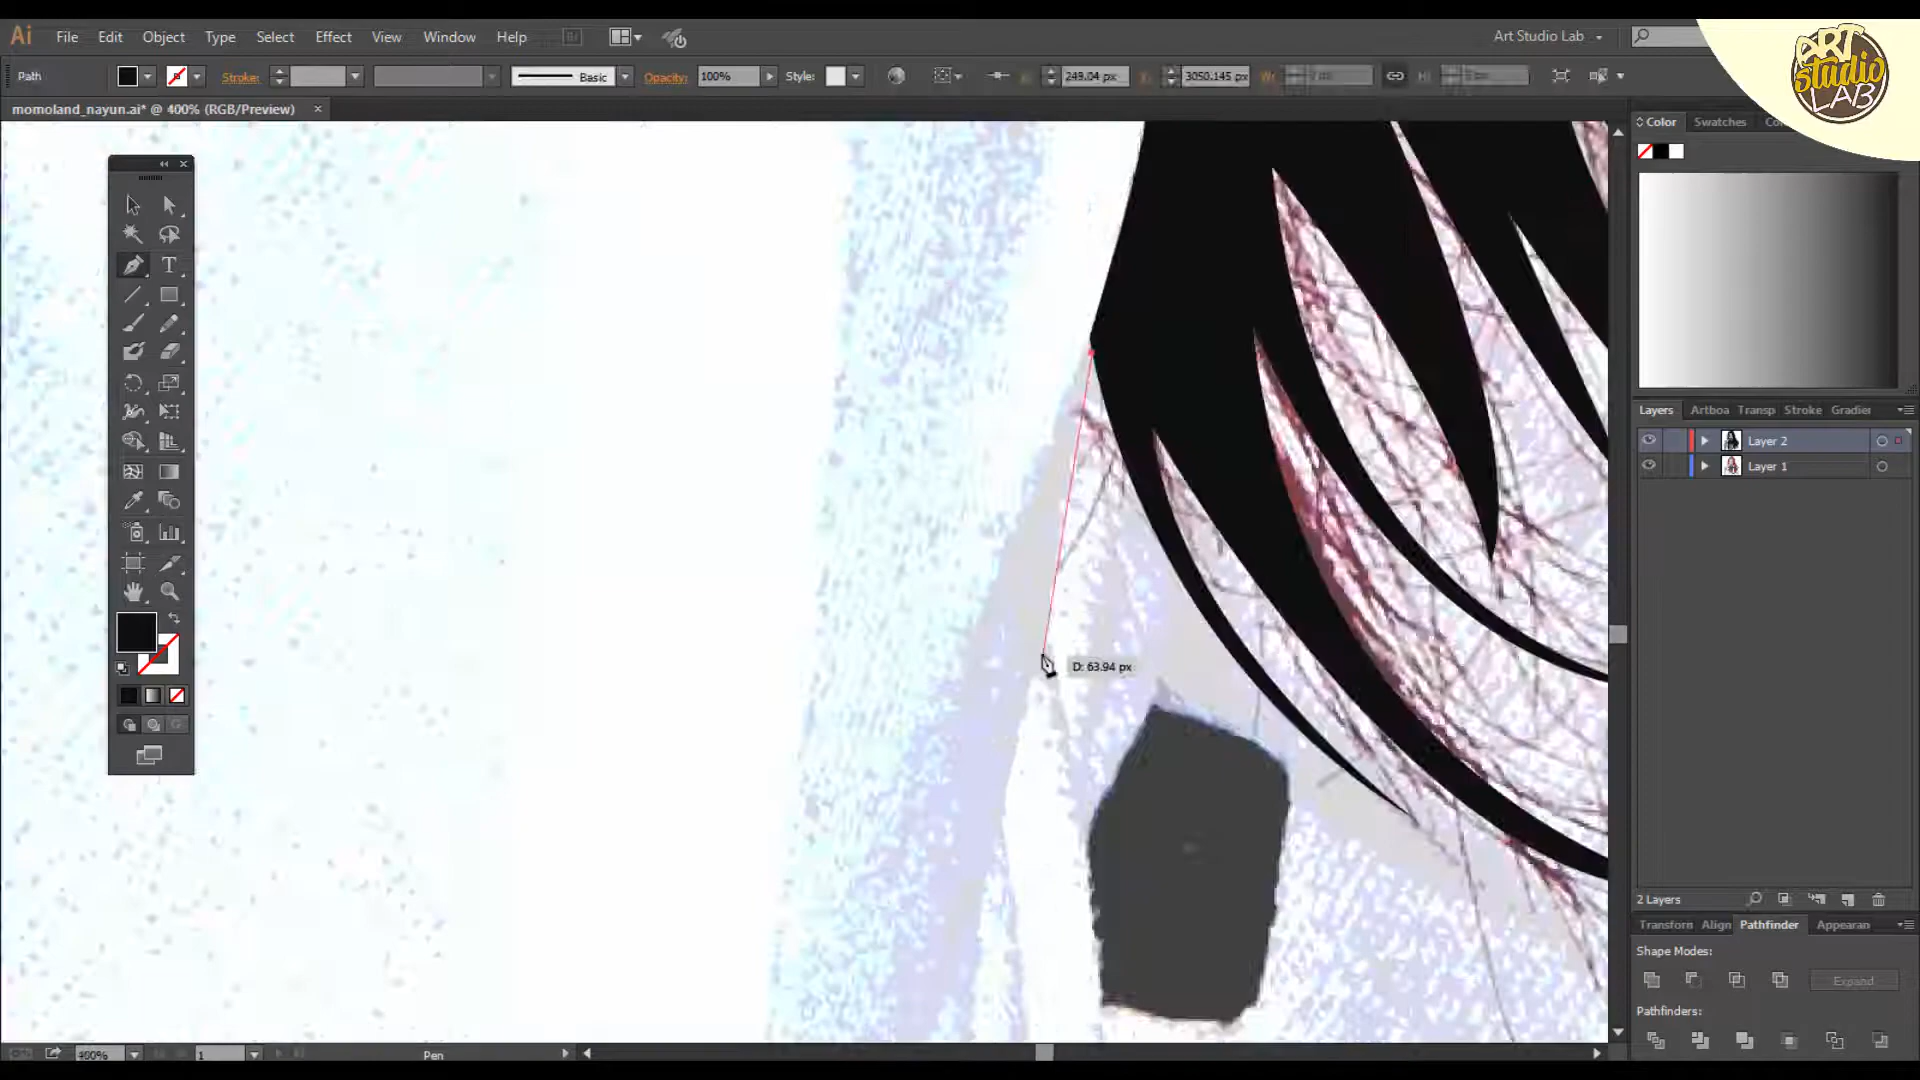 Ai File Edit Object Type Select Effect View Window Help Br Art Studio Lab
ART studio LAB
Path Stroke: Basic Opacity: 100% Style: 249.04 px 3050.145 px
momoland_nayun.ai* @ 400% (RGB/Preview) ×
Color Swatches
T
Layers Artboa Transp Stroke Gradier
Layer 2
Layer 1
D: 63.94 px
2 Layers
Transform Align Pathfinder Appearan
Shape Modes:
Expand
Pathfinders:
400% 1 Pen